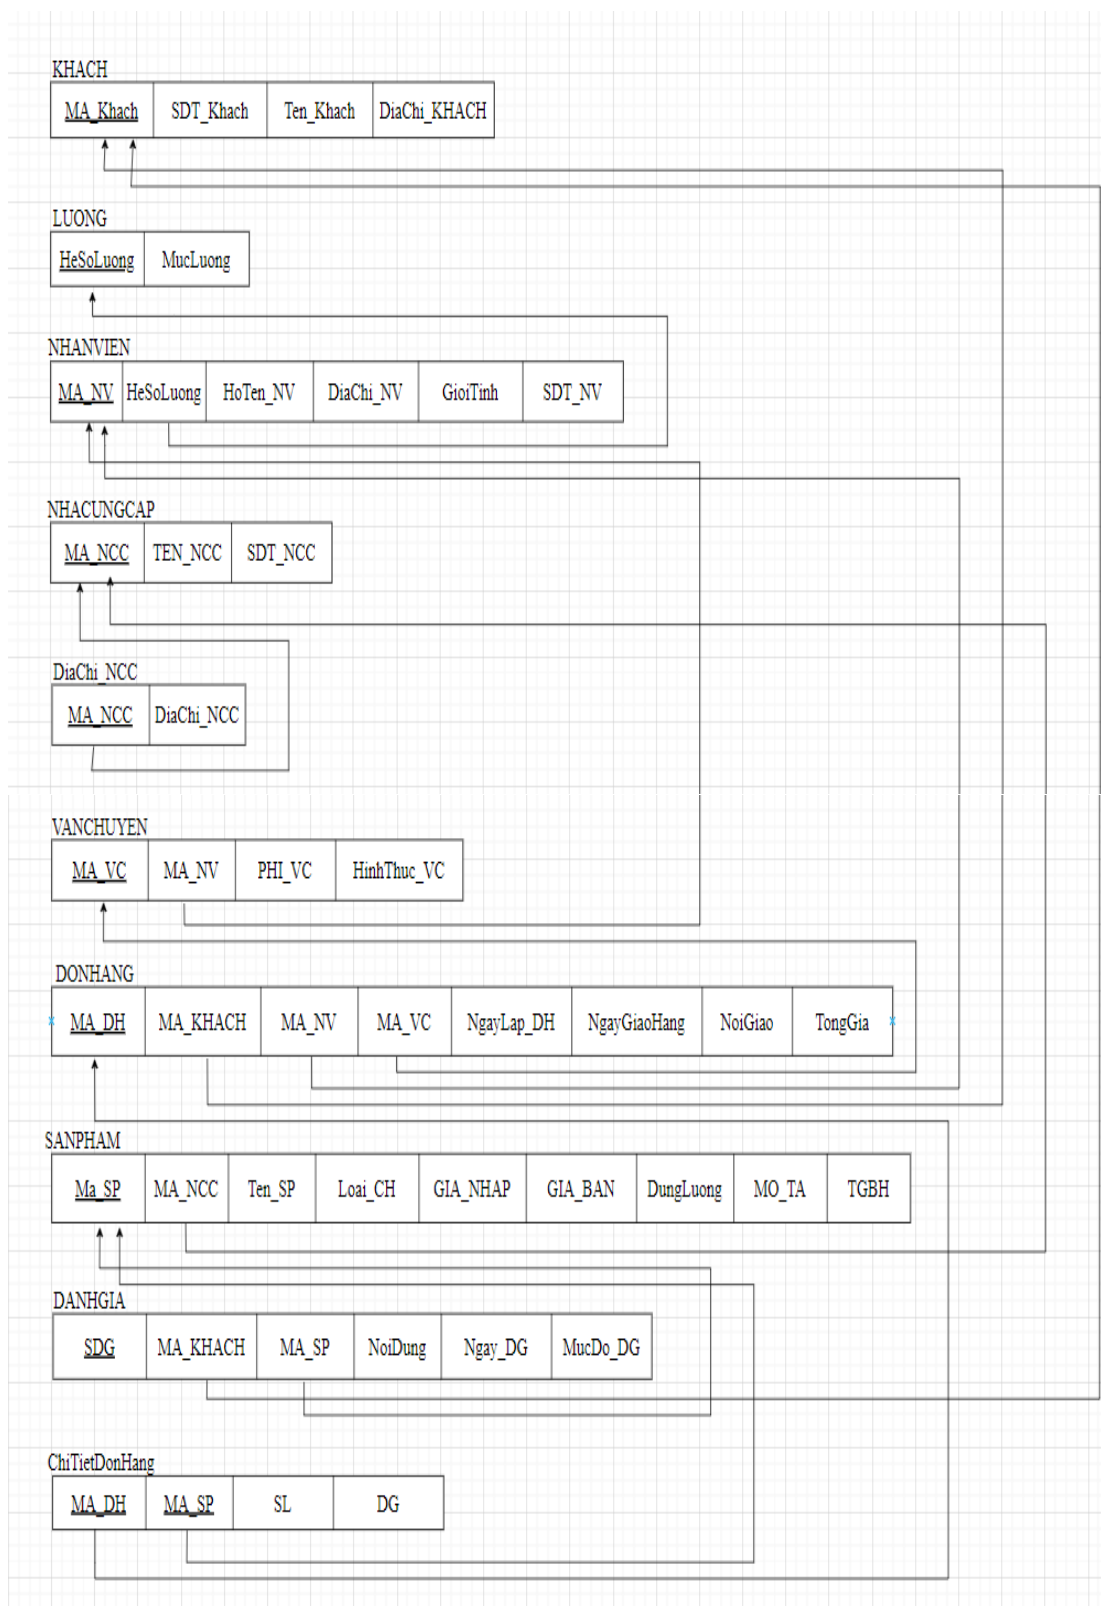 KHACH
MA_Khach SDT_Khach Ten_Khach DiaChi_KHACH
LUONG
HeSoLuong MucLuong
NHANVIEN
MA_NV HeSoLuong HoTen_NV DiaChi_NV GioiTinh SDT_NV
NHACUNGCAP
MA_NCC TEN_NCC SDT_NCC
DiaChi_NCC
MA_NCC DiaChi_NCC
VANCHUYEN
MA_VC MA_NV PHI_VC HinhThuc_VC
DONHANG
MA_DH MA_KHACH MA_NV MA_VC NgayLap_DH NgayGiaoHang NoiGiao TongGia
SANPHAM
Ma_SP MA_NCC Ten_SP Loai_CH GIA_NHAP GIA_BAN DungLuong MO_TA TGBH
DANHGIA
SDG MA_KHACH MA_SP NoiDung Ngay_DG MucDo_DG
ChiTietDonHang
MA_DH MA_SP SL DG